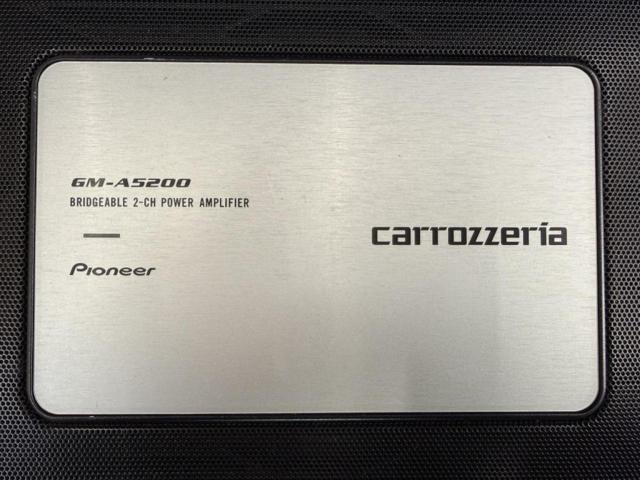 GM-A5200
BRIDGEABLE 2-CH POWER AMPLIFIER
Pioneer
carrozzeria